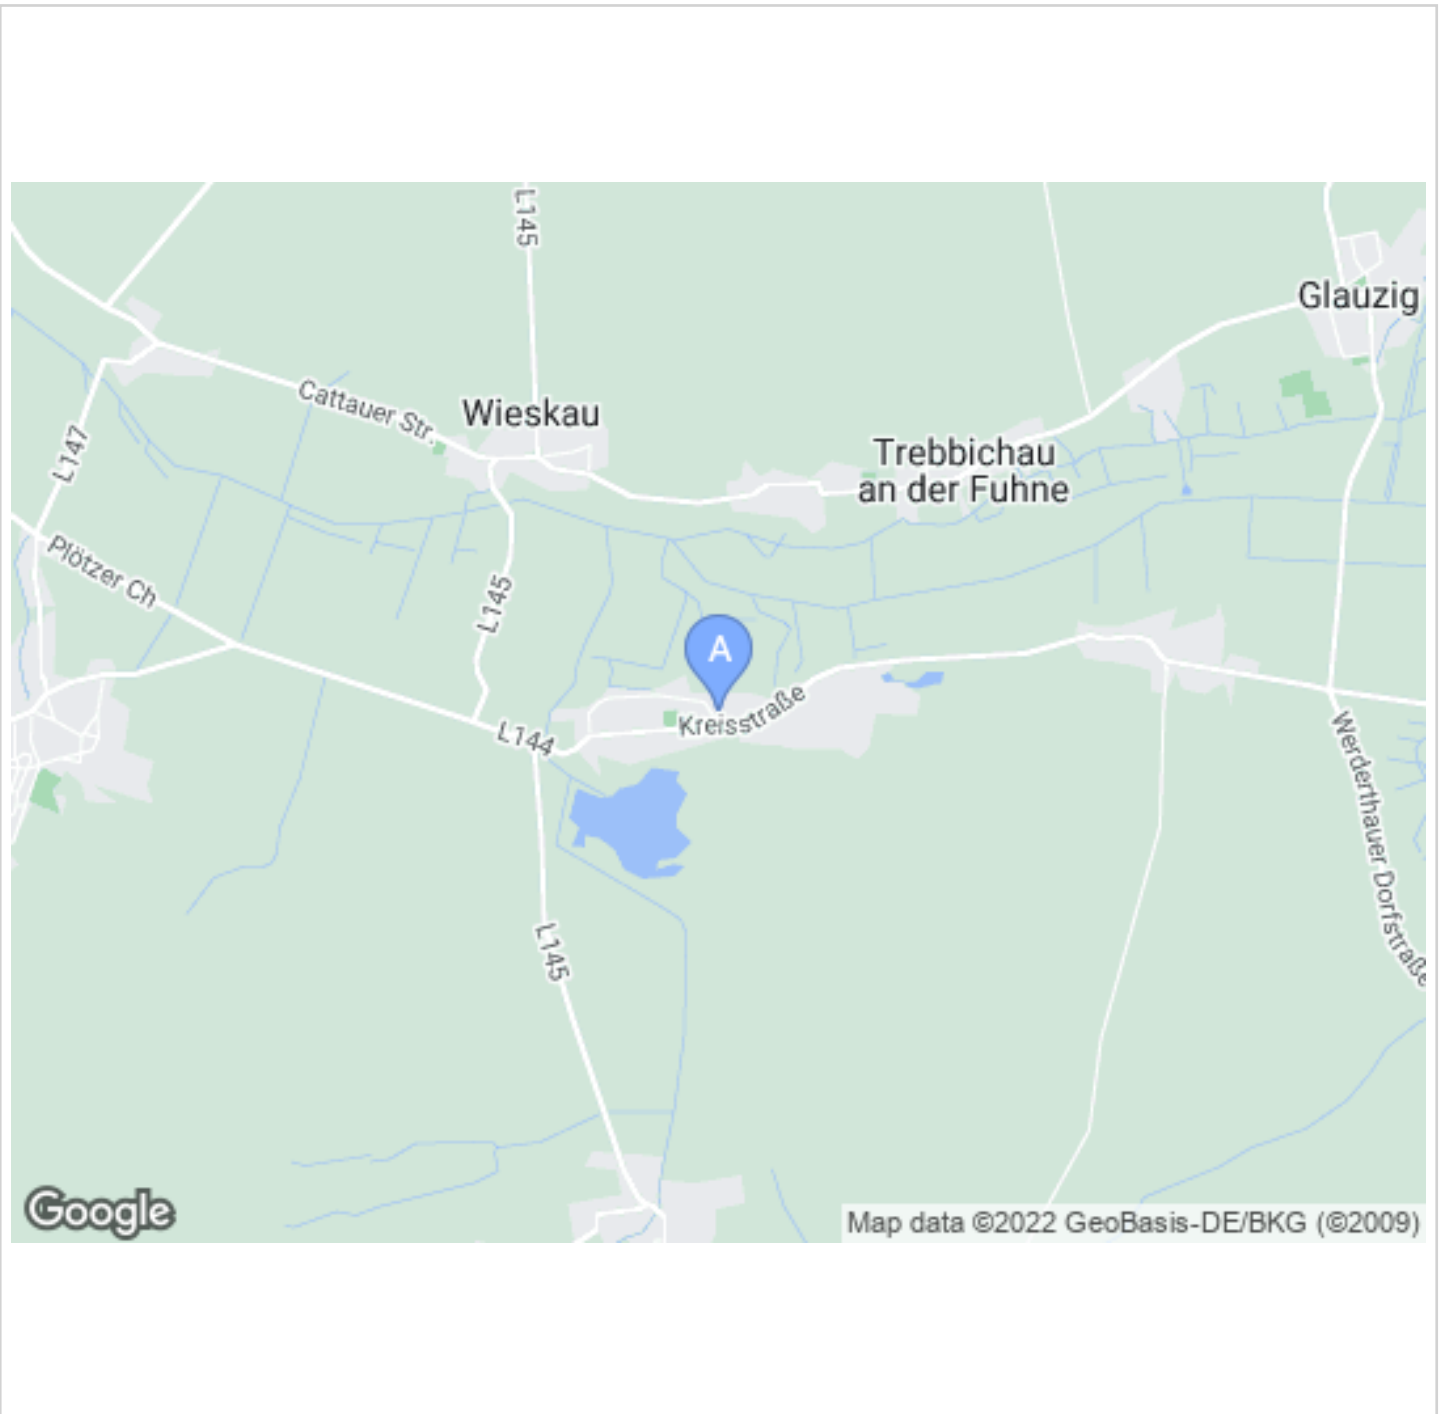 L145
Glauzig
Cattauer Str.
Wieskau
L147
Trebbichau
an der Fuhne
Plötzer Ch
L145
A
Kreisstraße
L144
Werderthauer Dorfstraße
L145
Google
Map data ©2022 GeoBasis-DE/BKG (©2009)